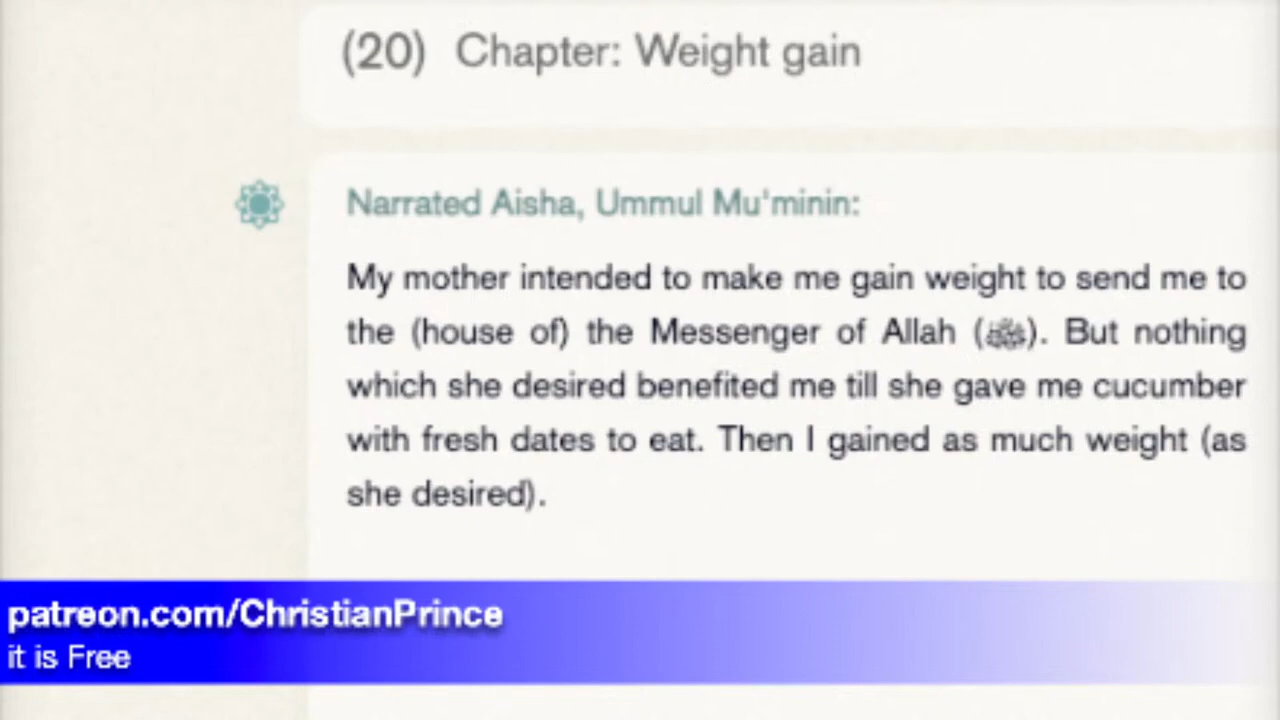 (20) Chapter: Weight gain
Narrated Aisha, Ummul Mu'minin:
My mother intended to make me gain weight to send me to
the (house of) the Messenger of Allah (ﷺ). But nothing
which she desired benefited me till she gave me cucumber
with fresh dates to eat. Then I gained as much weight (as
she desired).
patreon.com/ChristianPrince
it is Free